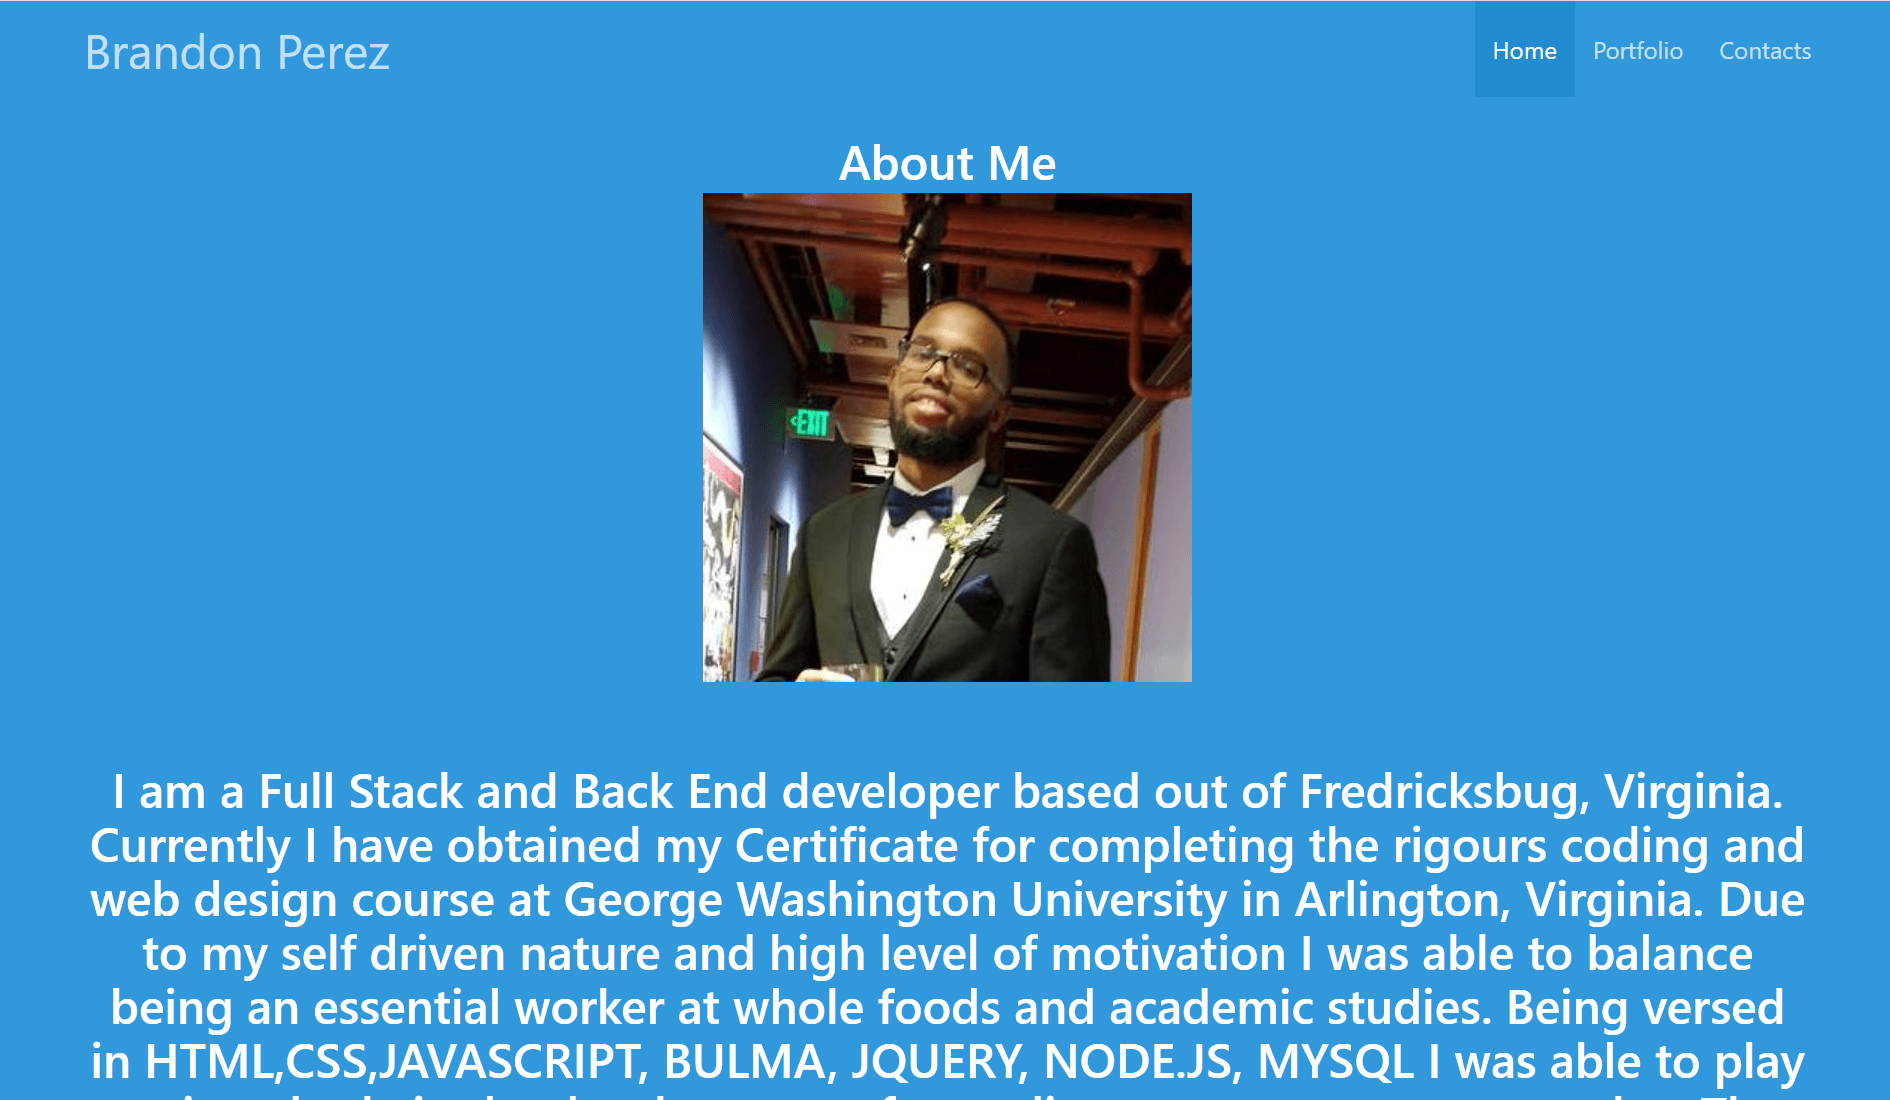 Brandon Perez
Home Portfolio Contacts
About Me
EXIT
I am a Full Stack and Back End developer based out of Fredricksbug, Virginia.
Currently I have obtained my Certificate for completing the rigours coding and
web design course at George Washington University in Arlington, Virginia. Due
to my self driven nature and high level of motivation I was able to balance
being an essential worker at whole foods and academic studies. Being versed
in HTML,CSS,JAVASCRIPT, BULMA, JQUERY, NODE.JS, MYSQL I was able to play